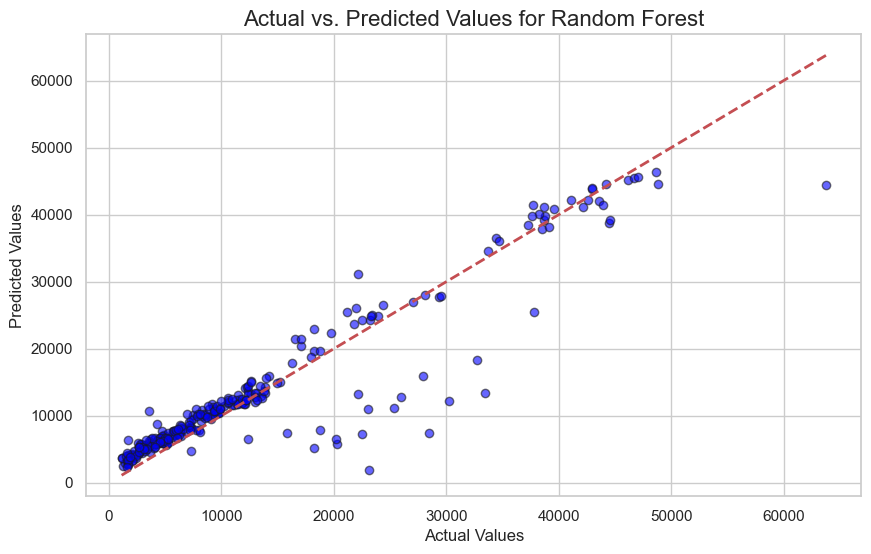 Actual vs. Predicted Values for Random Forest
60000
50000
40000
30000
20000
10000
0
Predicted Values
0 10000 20000 30000 40000 50000 60000
Actual Values